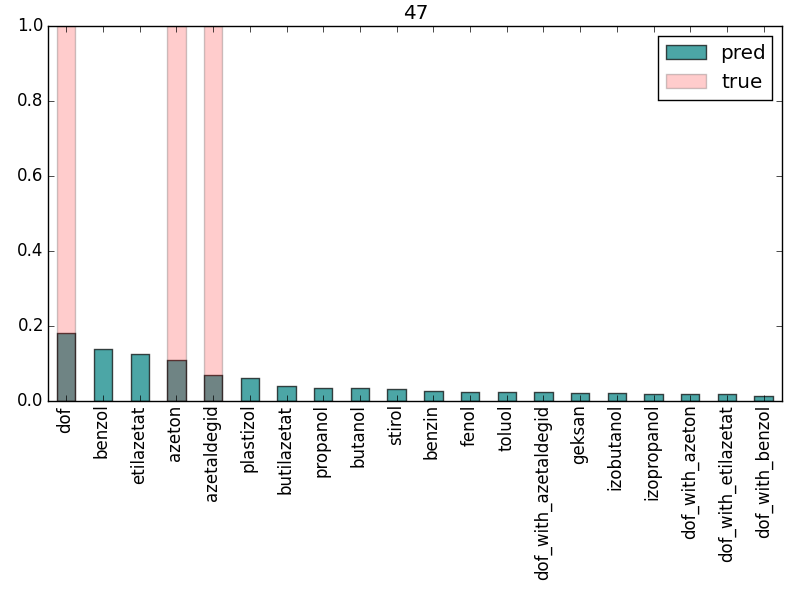 47
1.0
0.8
0.6
0.4
0.2
0.0
pred
true
dof
benzol
etilazetat
azeton
azetaldegid
plastizol
butilazetat
propanol
butanol
stirol
benzin
fenol
toluol
dof_with_azetaldegid
geksan
izobutanol
izopropanol
dof_with_azeton
dof_with_etilazetat
dof_with_benzol